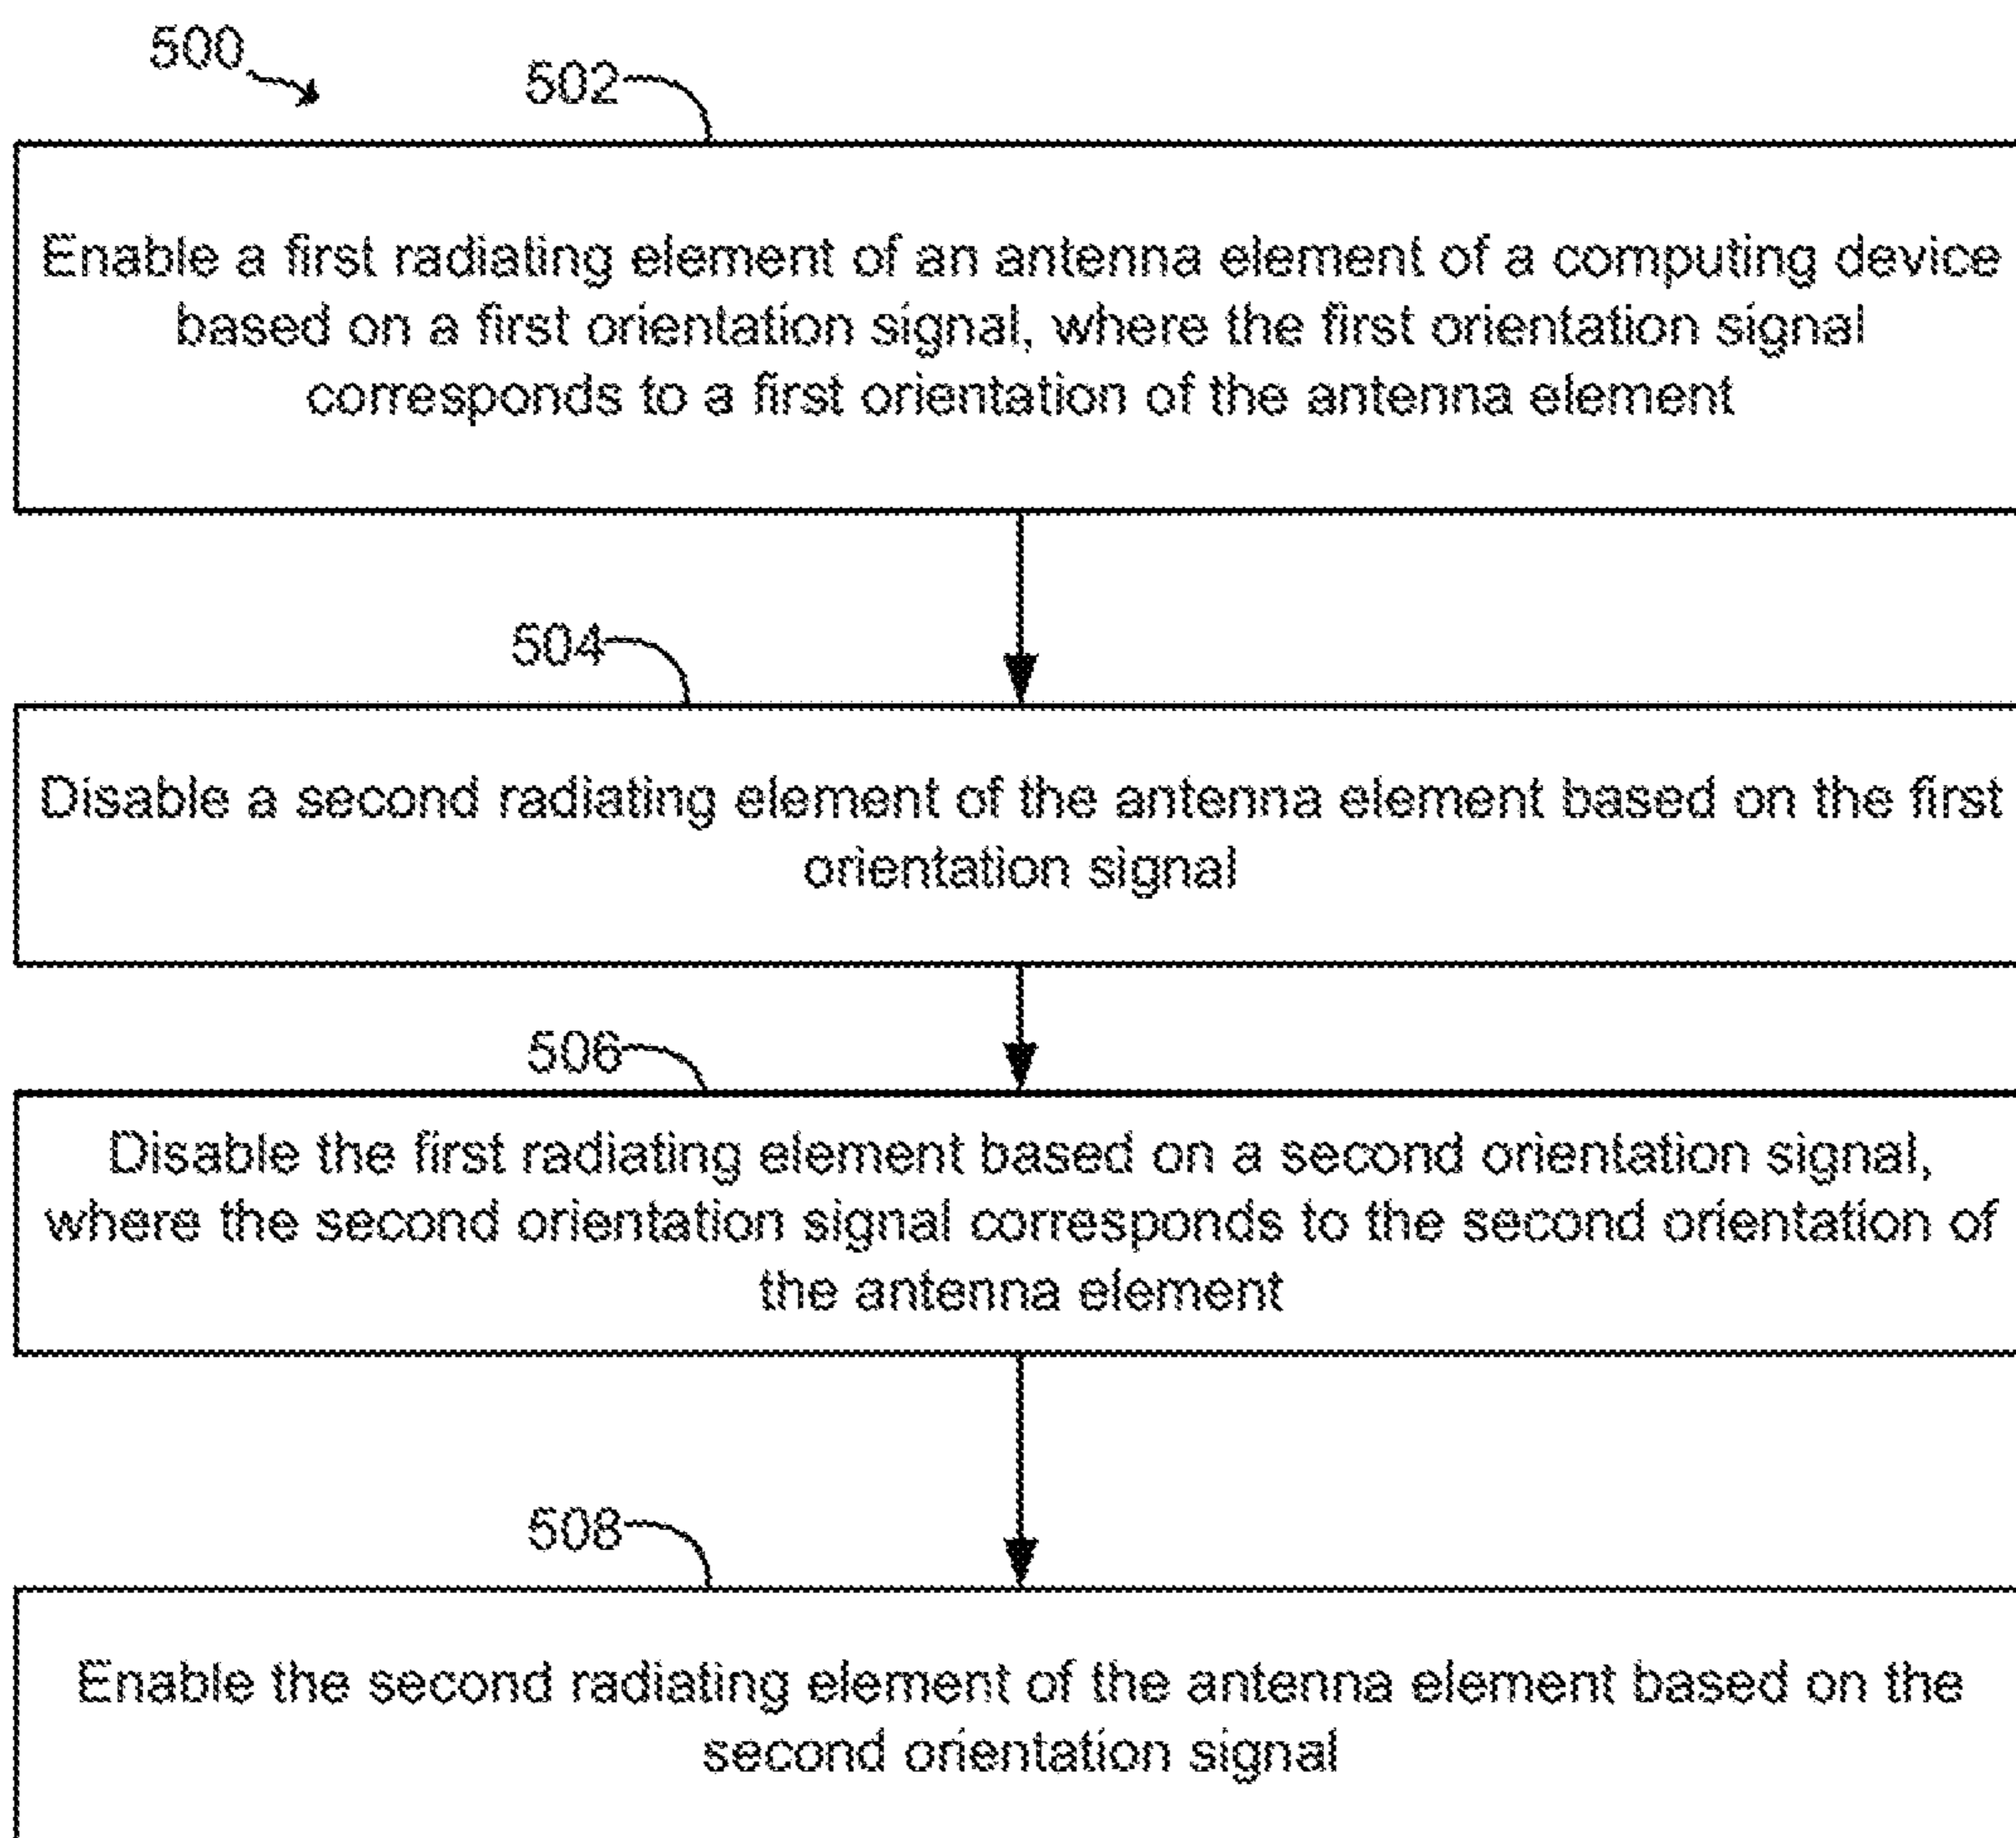 500
502
Enable a first radiating element of an antenna element of a computing device
based on a first orientation signal, where the first orientation signal
corresponds to a first orientation of the antenna element
504
Disable a second radiating element of the antenna element based on the first
orientation signal
506
Disable the first radiating element based on a second orientation signal,
where the second orientation signal corresponds to the second orientation of
the antenna element
508
Enable the second radiating element of the antenna element based on the
second orientation signal